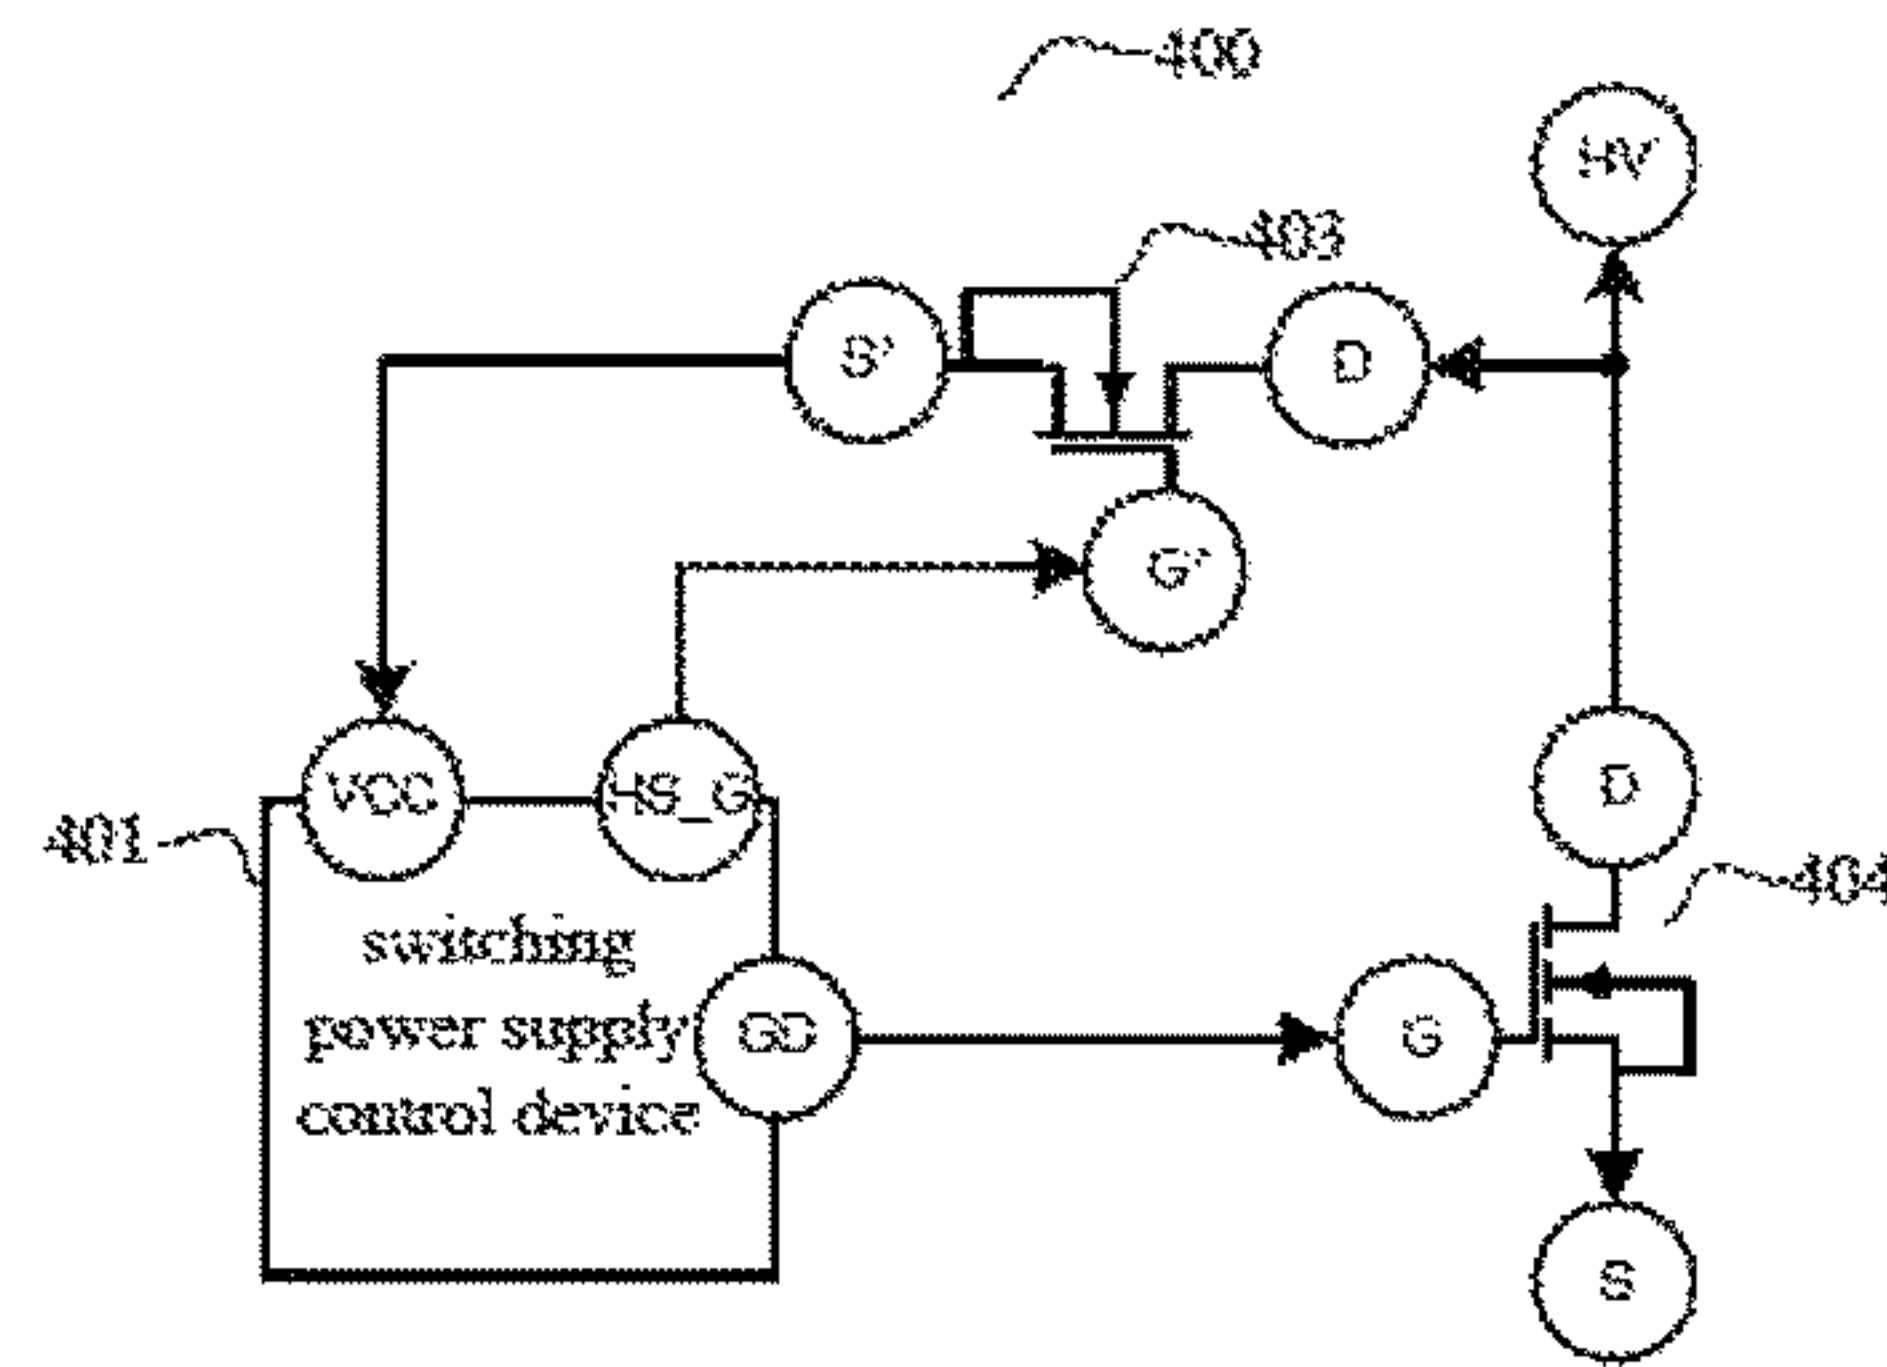 400
HV
403
S'
D
G'
VCC
HS_G
D
401
404
switching
power supply
control device
GD
G
S